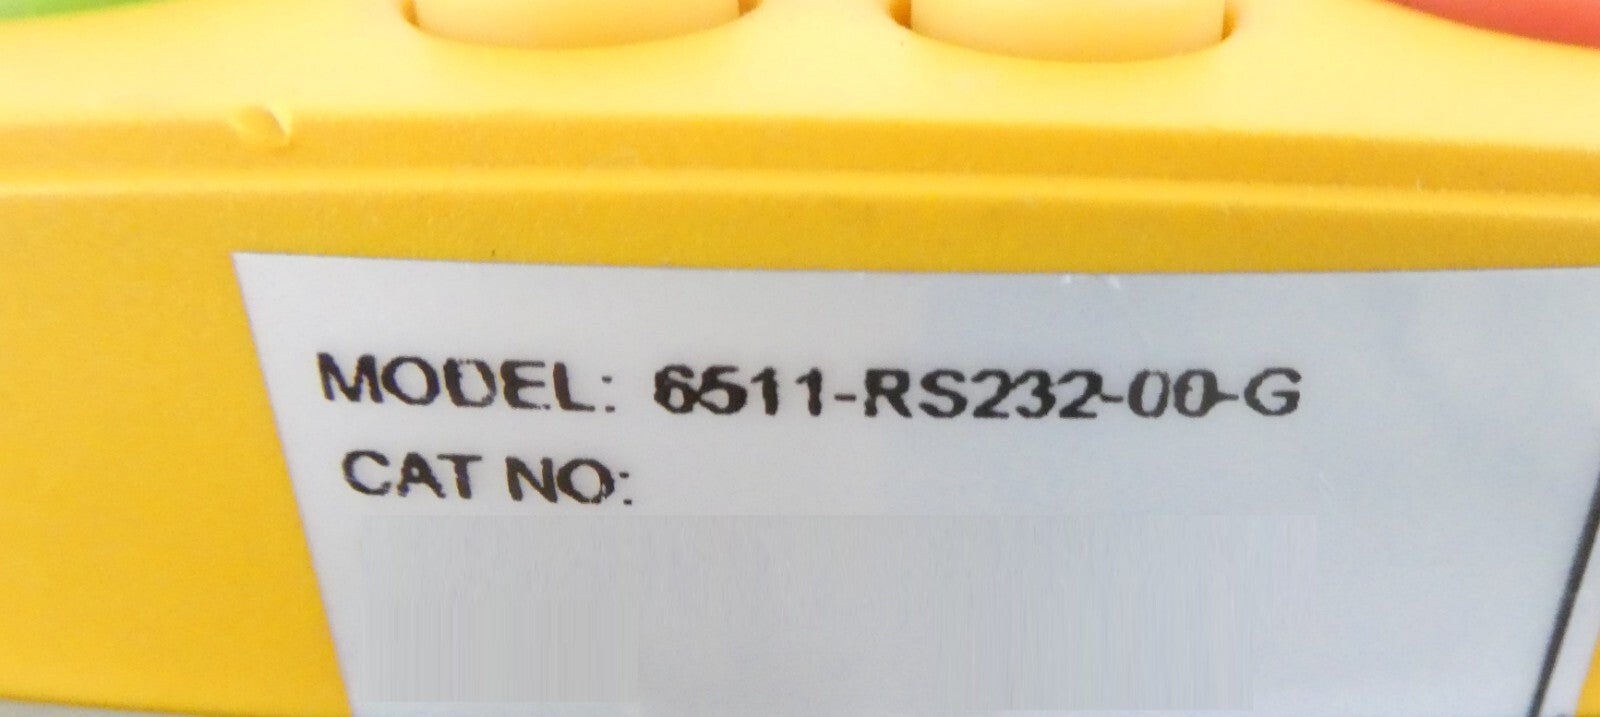 MODEL: 6511-RS232-00-G
CAT NO: